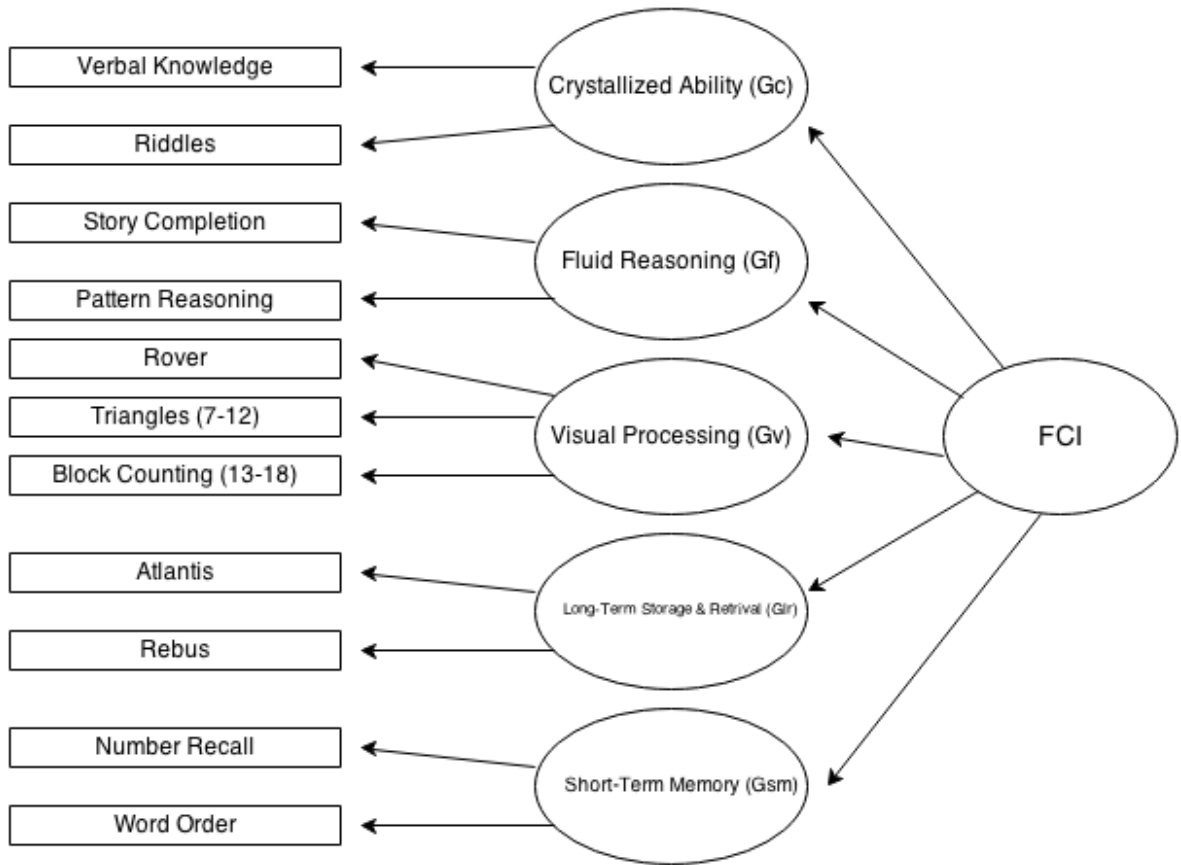 Verbal Knowledge
Riddles
Story Completion
Pattern Reasoning
Rover
Triangles (7-12)
Block Counting (13-18)
Atlantis
Rebus
Number Recall
Word Order
Crystallized Ability (Gc)
Fluid Reasoning (Gf)
Visual Processing (Gv)
Long-Term Storage & Retrival (Glr)
Short-Term Memory (Gsm)
FCI